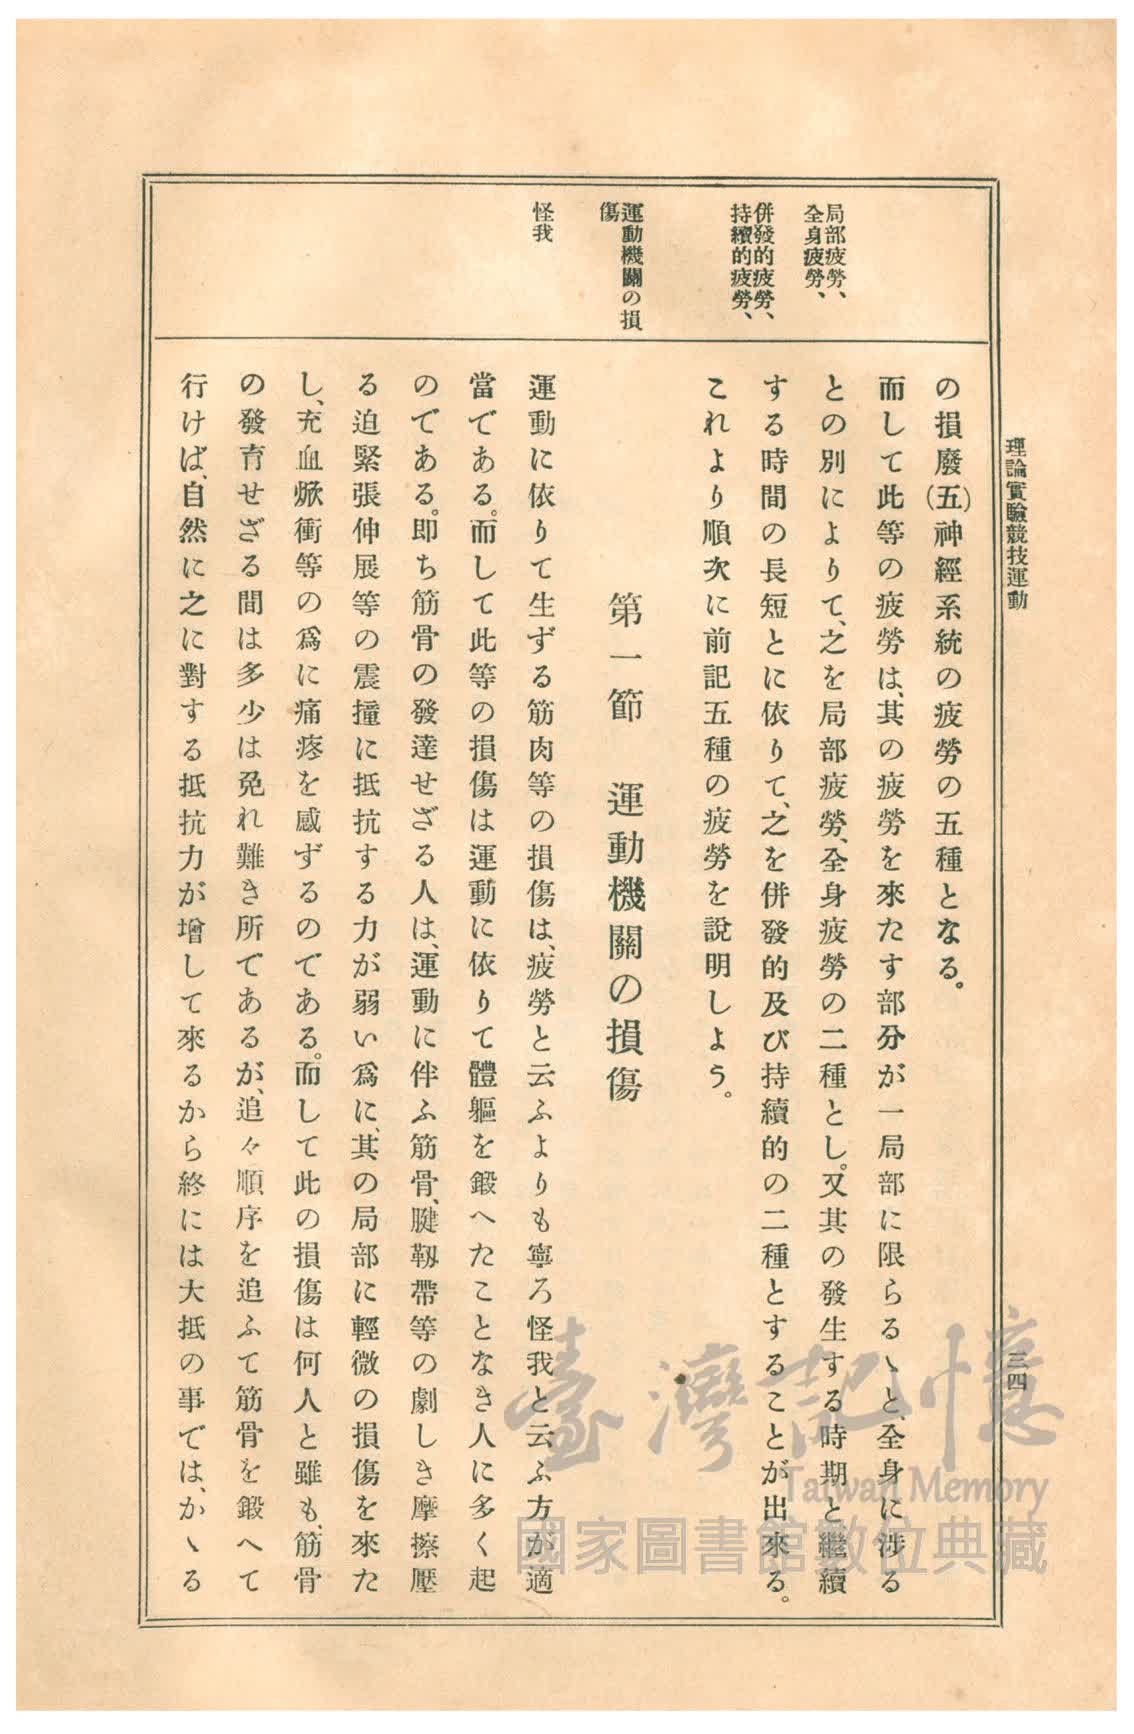 理論實驗競技運動
三四
局部疲勞、
全身疲勞、
併發的疲勞、
持續的疲勞、
運動機關の損
傷
怪我
の損廢(五)神經系統の疲勞の五種となる。
而して此等の疲勞は、其の疲勞を來たす部分が一局部に限らるゝと、全身に涉る
との別によりて、之を局部疲勞、全身疲勞の二種とし。又其の發生する時期と繼續
する時間の長短とに依りて、之を併發的及び持續的の二種とすることが出來る。
これより順次に前記五種の疲勞を說明しよう。
第一節 運動機關の損傷
運動に依りて生ずる筋肉等の損傷は、疲勞と云ふよりも寧ろ怪我と云ふ方が適
當である。而して此等の損傷は運動に依りて體軀を鍛へたことなき人に多く起
のである。卽ち筋骨の發達せざる人は、運動に伴ふ筋骨、腱靱帶等の劇しき摩擦壓
る迫緊張伸展等の震撞に抵抗する力が弱い爲に、其の局部に輕微の損傷を來た
し、充血焮衝等の爲に痛疼を感ずるのである。而して此の損傷は何人と雖も、筋骨
の發育せざる間は多少は免れ難き所であるが、追々順序を追ふて筋骨を鍛へて
行けば、自然に之に對する抵抗力が增して來るから終には大抵の事では、かゝる
臺灣記憶
Taiwan Memory
國家圖書館數位典藏